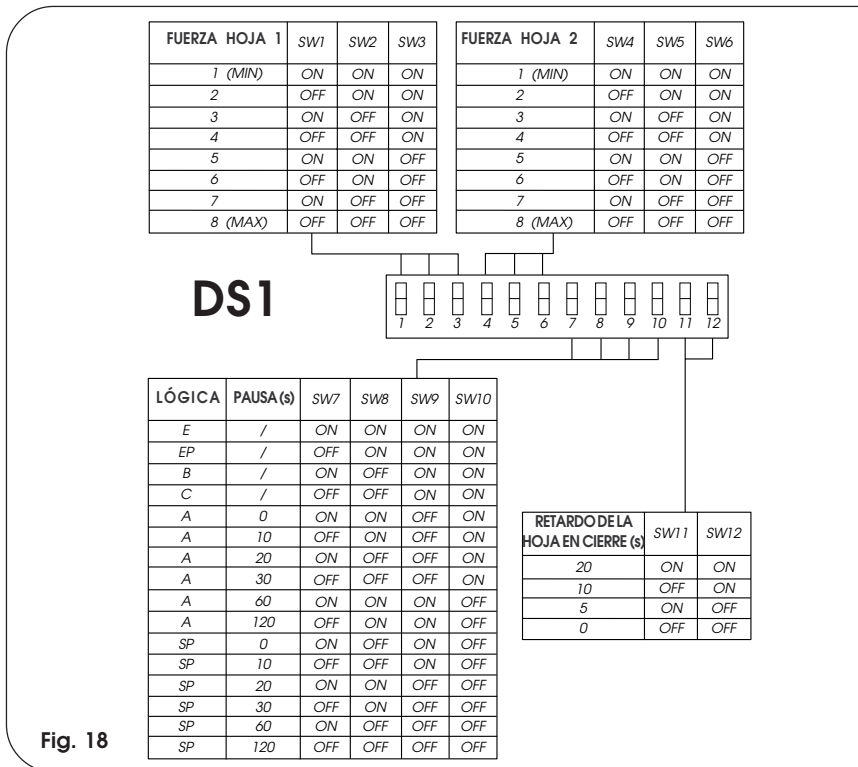 FUERZA HOJA 1 SW1 SW2 SW3
1 (MIN) ON ON ON
2 OFF ON ON
3 ON OFF ON
4 OFF OFF ON
5 ON ON OFF
6 OFF ON OFF
7 ON OFF OFF
8 (MAX) OFF OFF OFF
FUERZA HOJA 2 SW4 SW5 SW6
1 (MIN) ON ON ON
2 OFF ON ON
3 ON OFF ON
4 OFF OFF ON
5 ON ON OFF
6 OFF ON OFF
7 ON OFF OFF
8 (MAX) OFF OFF OFF
DS1
1 2 3 4 5 6 7 8 9 10 11 12
LÓGICA PAUSA(s) SW7 SW8 SW9 SW10
E / ON ON ON ON
EP / OFF ON ON ON
B / ON OFF ON ON
C / OFF OFF ON ON
A 0 ON ON OFF ON
A 10 OFF ON OFF ON
A 20 ON OFF OFF ON
A 30 OFF OFF OFF ON
A 60 ON ON ON OFF
A 120 OFF ON ON OFF
SP 0 ON OFF ON OFF
SP 10 OFF OFF ON OFF
SP 20 ON ON OFF OFF
SP 30 OFF ON OFF OFF
SP 60 ON OFF OFF OFF
SP 120 OFF OFF OFF OFF
RETARDO DE LA
HOJA EN CIERRE (s) SW11 SW12
20 ON ON
10 OFF ON
5 ON OFF
0 OFF OFF
Fig. 18